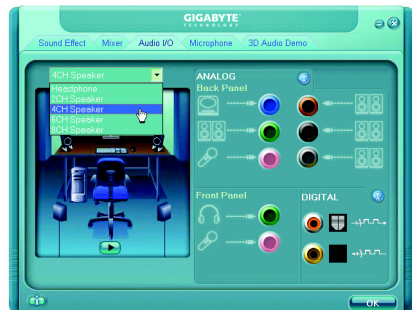 GIGABYTE
TECHNOLOGY
Sound Effect
Mixer
Audio I/O
Microphone
3D Audio Demo
4CH Speaker
Headphone
2CH Speaker
4CH Speaker
6CH Speaker
8CH Speaker
ANALOG
Back Panel
Front Panel
DIGITAL
OK